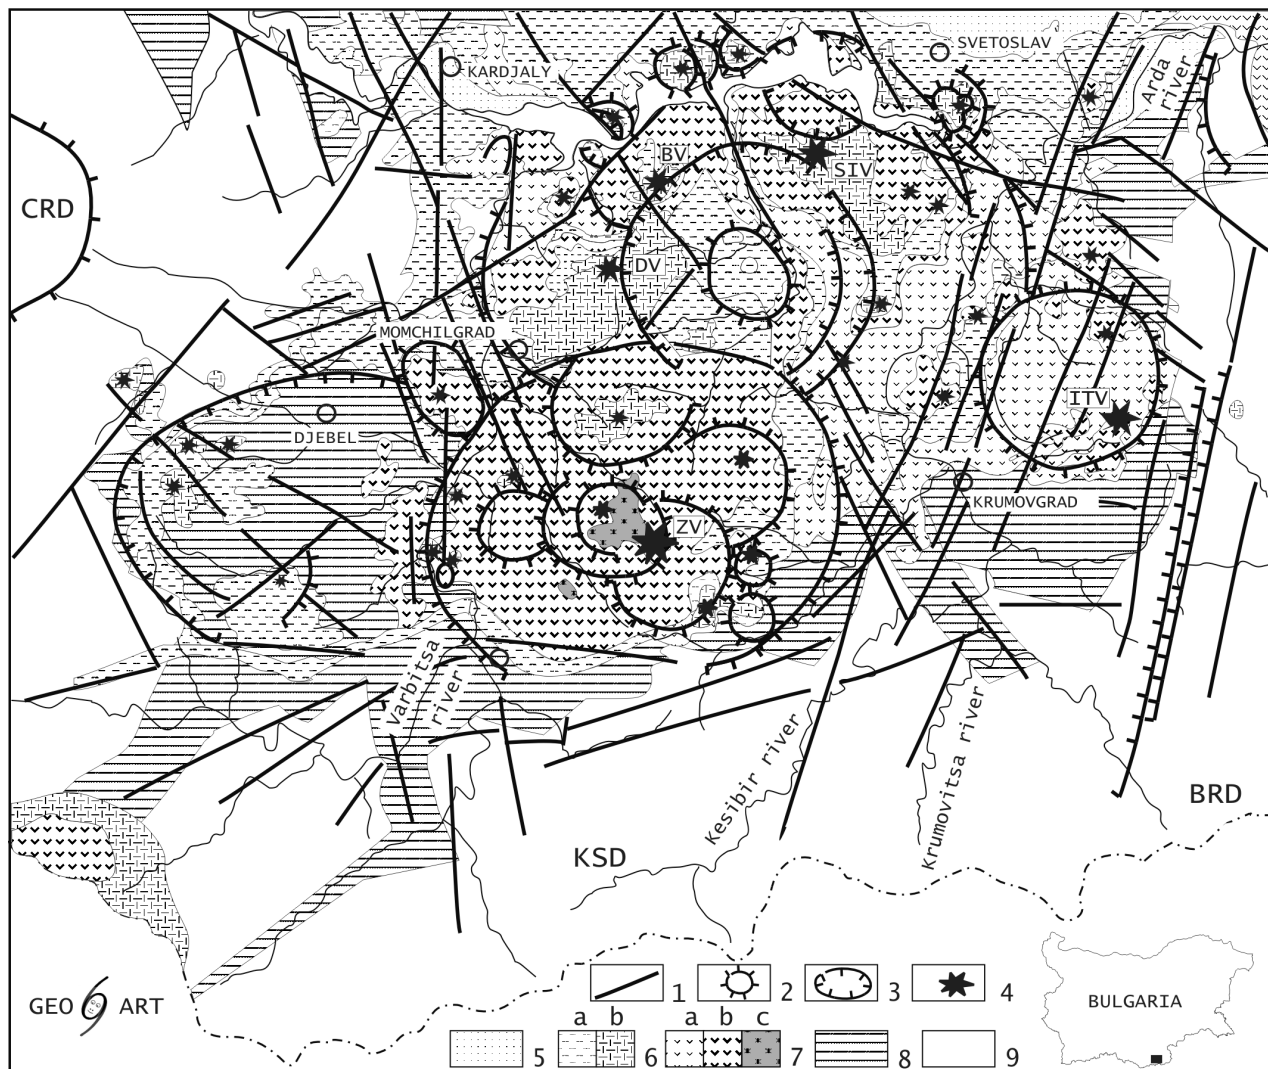 SVETOSLAV
KARDJALY
Arda
river
BV
SIV
CRD
DV
MOMCHILGRAD
ITV
DJEBEL
KRUMOVGRAD
ZV
Varbitsa
river
Kesibir river
Krumovitsa river
BRD
KSD
GEO ART
BULGARIA
1
2
3
4
a b
a b c
5
6
7
8
9